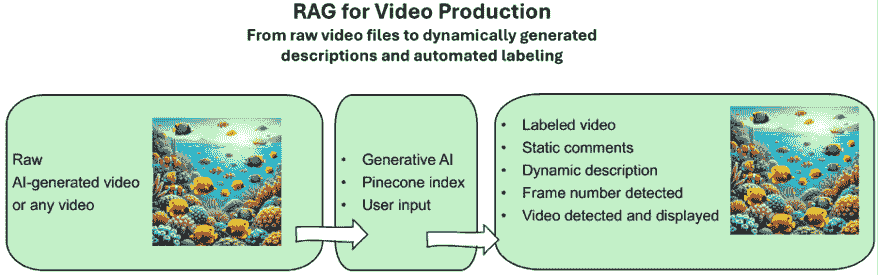 RAG for Video Production
From raw video files to dynamically generated
descriptions and automated labeling
Raw
AI-generated video
or any video
• Generative AI
• Pinecone index
• User input
• Labeled video
• Static comments
• Dynamic description
• Frame number detected
• Video detected and displayed